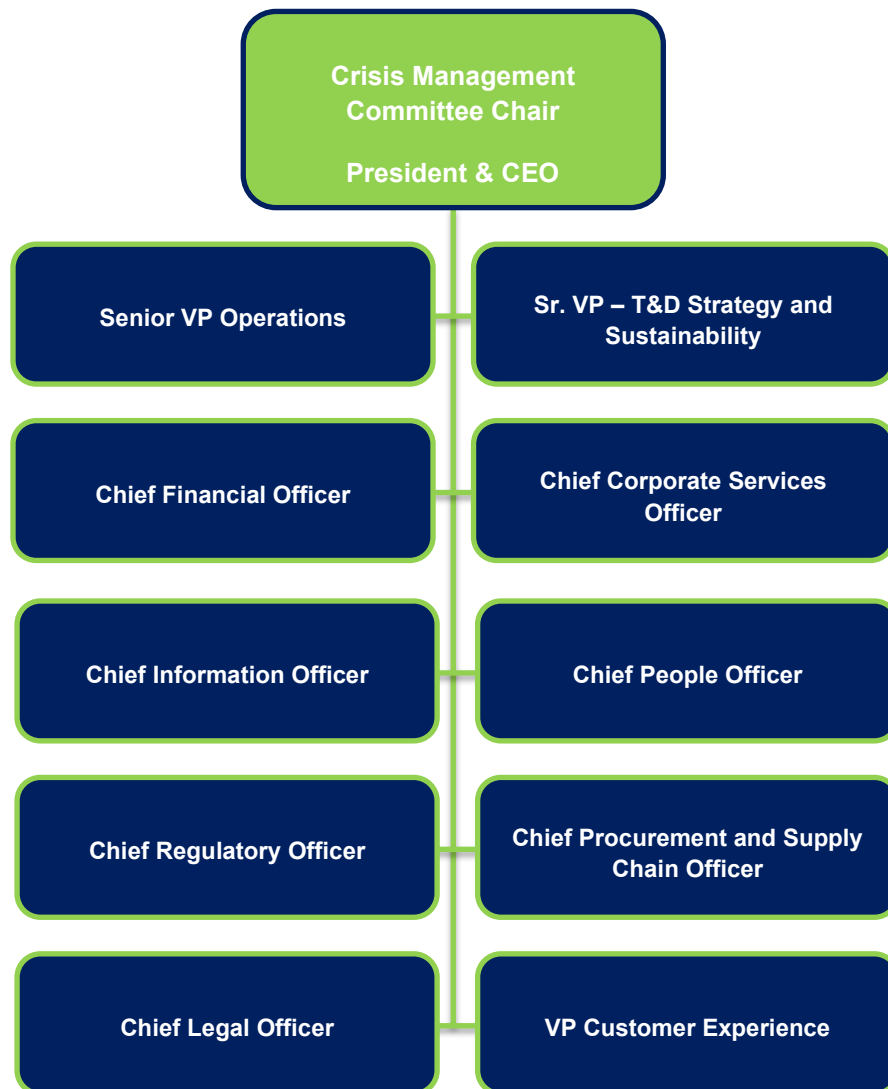 Crisis Management
Committee Chair
President & CEO
Senior VP Operations
Sr. VP – T&D Strategy and
Sustainability
Chief Financial Officer
Chief Corporate Services
Officer
Chief Information Officer
Chief People Officer
Chief Regulatory Officer
Chief Procurement and Supply
Chain Officer
Chief Legal Officer
VP Customer Experience